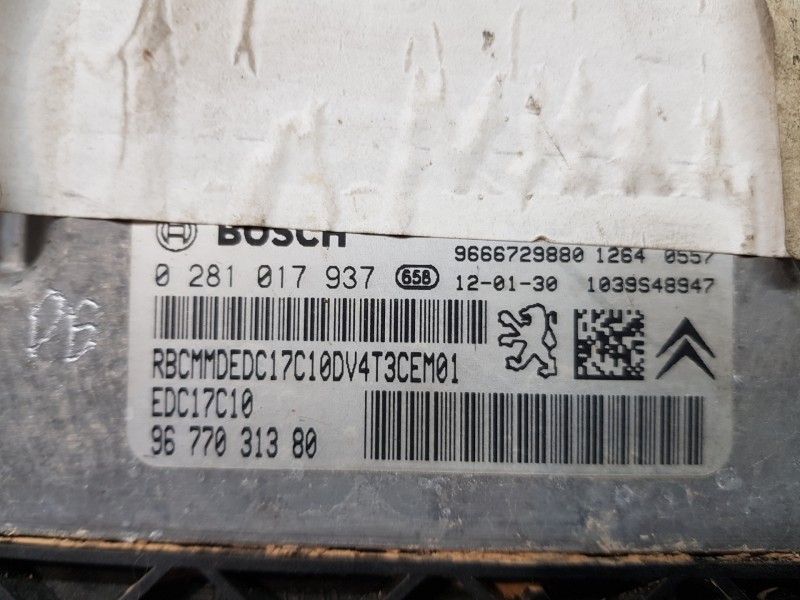 BOSCH
9666729880 1264 0557
0 281 017 937 658 12-01-30 1039S48947
RBCMMDEDC17C10DV4T3CEM01
EDC17C10
96 770 313 80